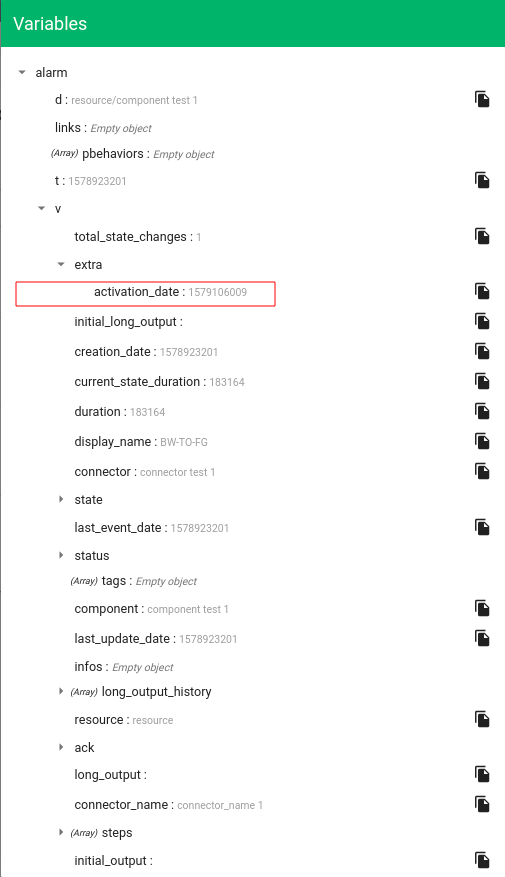 Variables
alarm
d : resource/component test 1
links : Empty object
(Array) pbehaviors : Empty object
t : 1578923201
v
total_state_changes : 1
extra
activation_date : 1579106009
initial_long_output :
creation_date : 1578923201
current_state_duration : 183164
duration : 183164
display_name : BW-TO-FG
connector : connector test 1
state
last_event_date : 1578923201
status
(Array) tags : Empty object
component : component test 1
last_update_date : 1578923201
infos : Empty object
(Array) long_output_history
resource : resource
ack
long_output :
connector_name : connector_name 1
(Array) steps
initial_output :